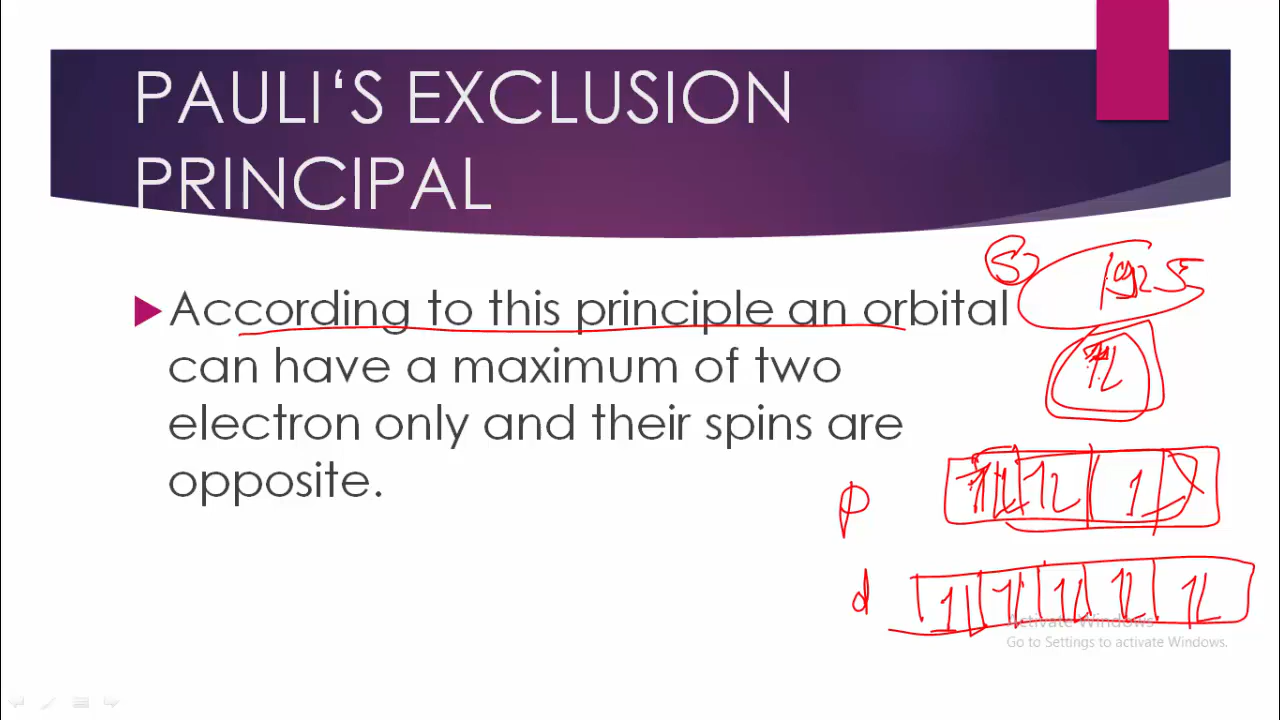 PAULI‘S EXCLUSION
PRINCIPAL
According to this principle an orbital
can have a maximum of two
electron only and their spins are
opposite.
S
1925
p
d
Activate Windows
Go to Settings to activate Windows.